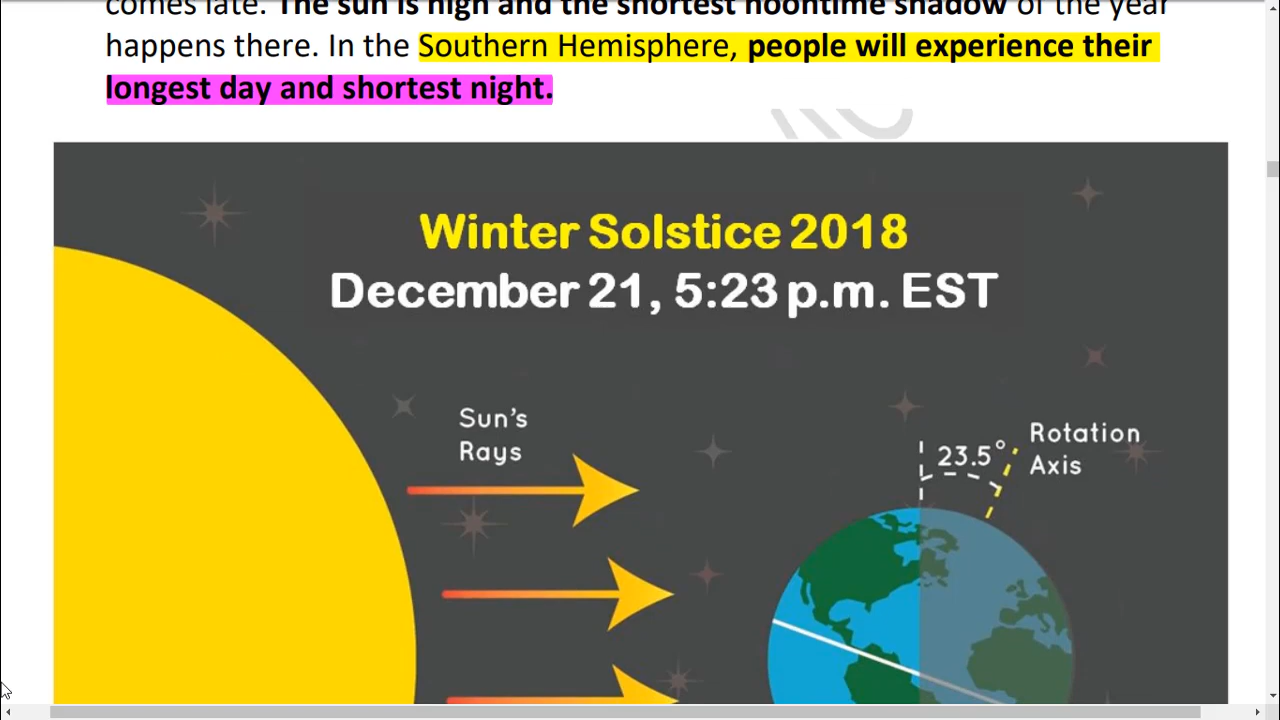 comes late. The sun is high and the shortest noontime shadow of the year
happens there. In the Southern Hemisphere, people will experience their
longest day and shortest night.
Winter Solstice 2018
December 21, 5:23 p.m. EST
Sun's
Rays
23.5°
Rotation
Axis